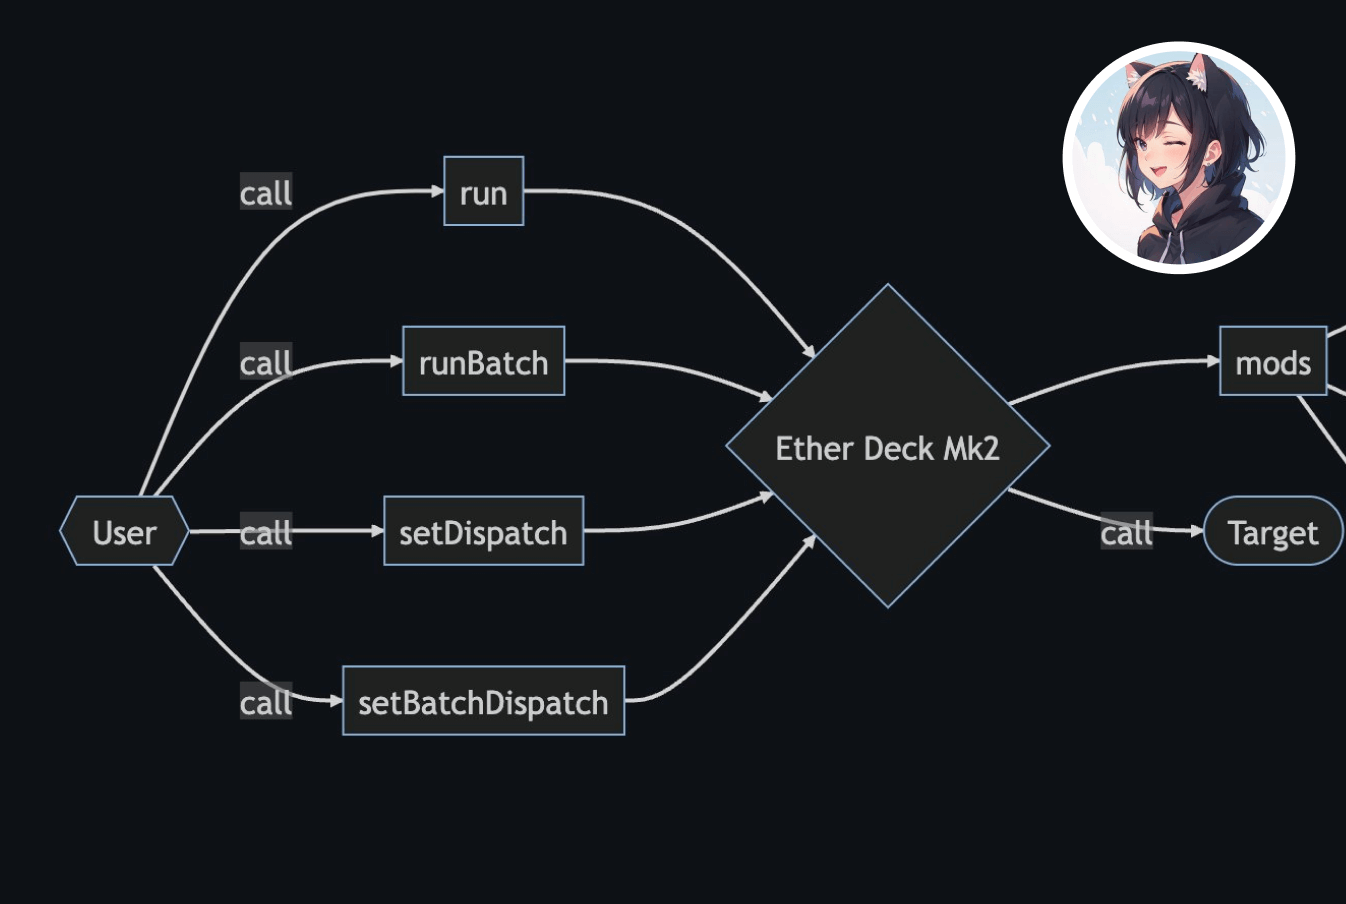 call
run
call
runBatch
mods
Ether Deck Mk2
User
call
setDispatch
call
Target
call
setBatchDispatch